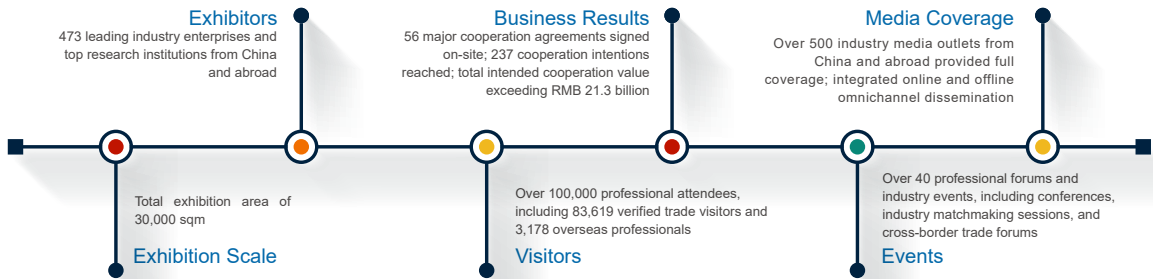 Exhibitors
473 leading industry enterprises and
top research institutions from China
and abroad
Business Results
56 major cooperation agreements signed
on-site; 237 cooperation intentions
reached; total intended cooperation value
exceeding RMB 21.3 billion
Media Coverage
Over 500 industry media outlets from
China and abroad provided full
coverage; integrated online and offline
omnichannel dissemination
Total exhibition area of
30,000 sqm
Exhibition Scale
Over 100,000 professional attendees,
including 83,619 verified trade visitors and
3,178 overseas professionals
Visitors
Over 40 professional forums and
industry events, including conferences,
industry matchmaking sessions, and
cross-border trade forums
Events